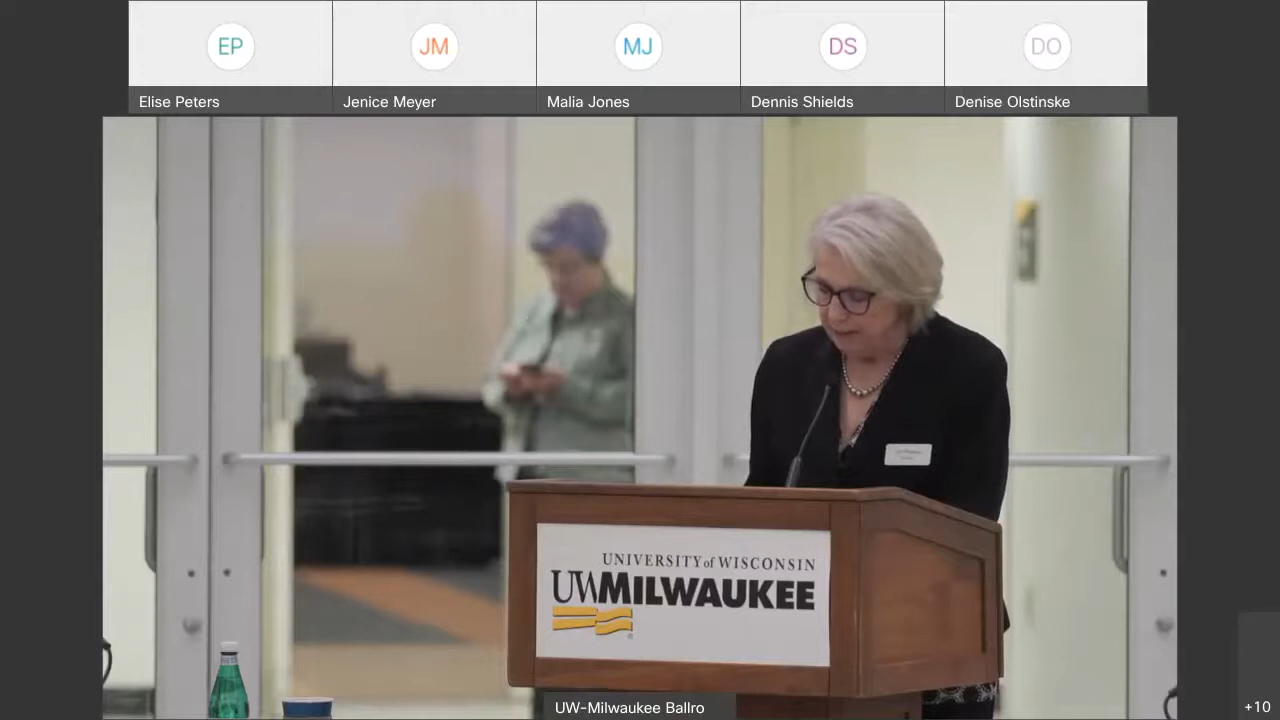 EP
JM
MJ
DS
DO
Elise Peters
Jenice Meyer
Malia Jones
Dennis Shields
Denise Olstinske
UNIVERSITY of WISCONSIN
UWMILWAUKEE
®
UW-Milwaukee Ballro
+10